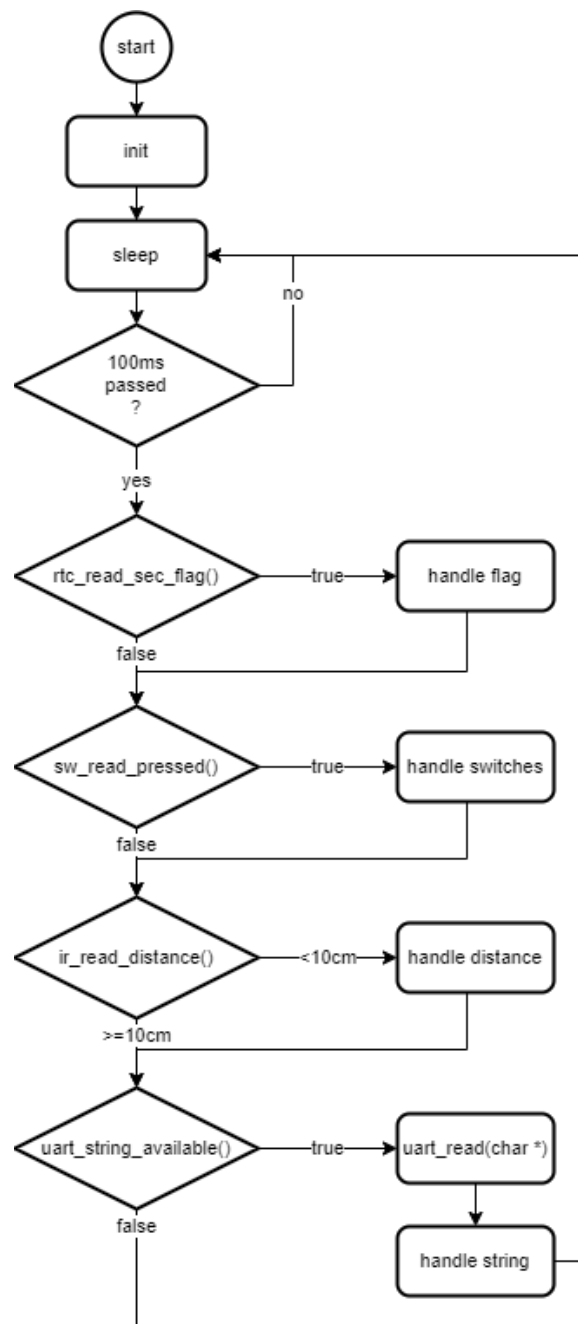 start
init
sleep
no
100ms
passed
?
yes
rtc_read_sec_flag()
true
handle flag
false
sw_read_pressed()
true
handle switches
false
ir_read_distance()
<10cm
handle distance
>=10cm
uart_string_available()
true
uart_read(char *)
false
handle string